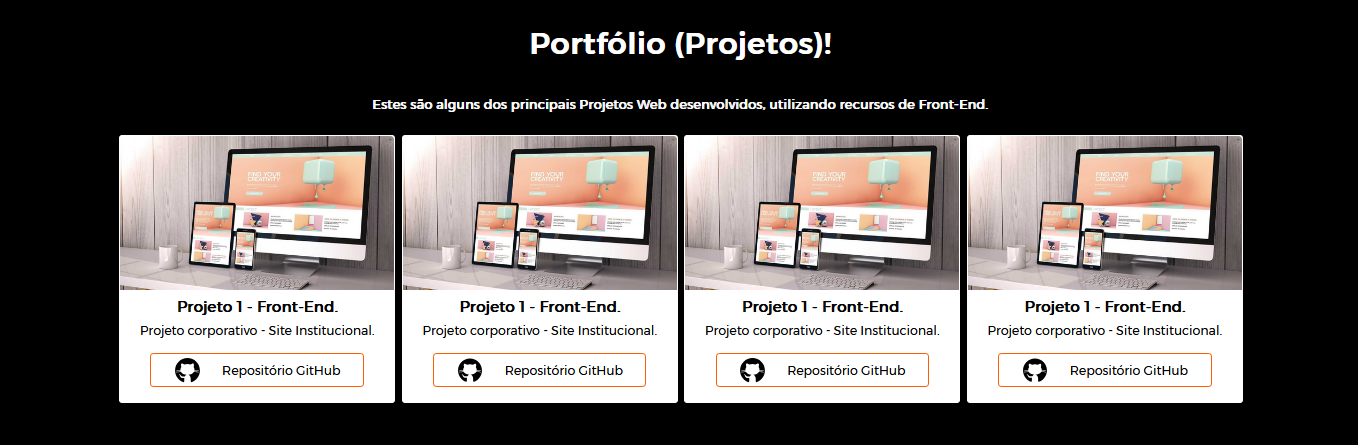 Portfólio (Projetos)!
Estes são alguns dos principais Projetos Web desenvolvidos, utilizando recursos de Front-End.
FIND YOUR
CREATIVITY
FIND YOUR
CREATIVITY
FIND YOUR
CREATIVITY
FIND YOUR
CREATIVITY
Projeto 1 - Front-End.
Projeto 1 - Front-End.
Projeto 1 - Front-End.
Projeto 1 - Front-End.
Projeto corporativo - Site Institucional.
Projeto corporativo - Site Institucional.
Projeto corporativo - Site Institucional.
Projeto corporativo - Site Institucional.
Repositório GitHub
Repositório GitHub
Repositório GitHub
Repositório GitHub